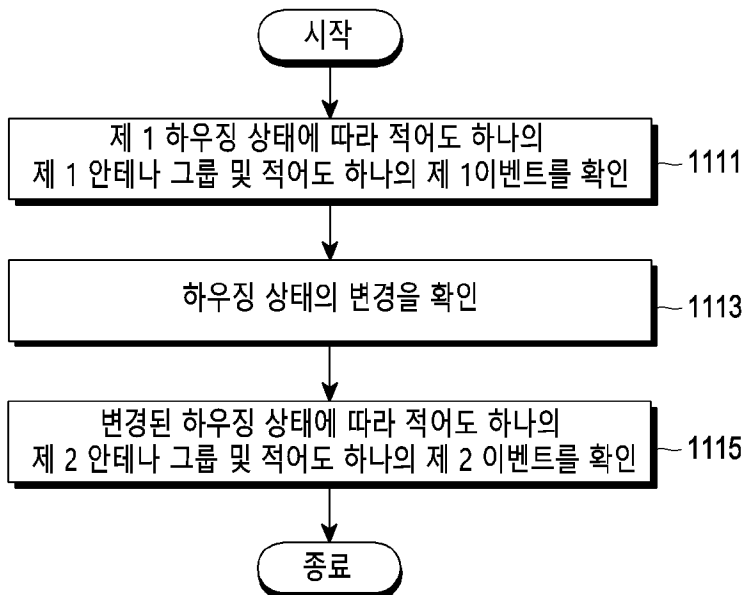 시작
제 1 하우징 상태에 따라 적어도 하나의
제 1 안테나 그룹 및 적어도 하나의 제 1이벤트를 확인
1111
하우징 상태의 변경을 확인
1113
변경된 하우징 상태에 따라 적어도 하나의
제 2 안테나 그룹 및 적어도 하나의 제 2 이벤트를 확인
1115
종료